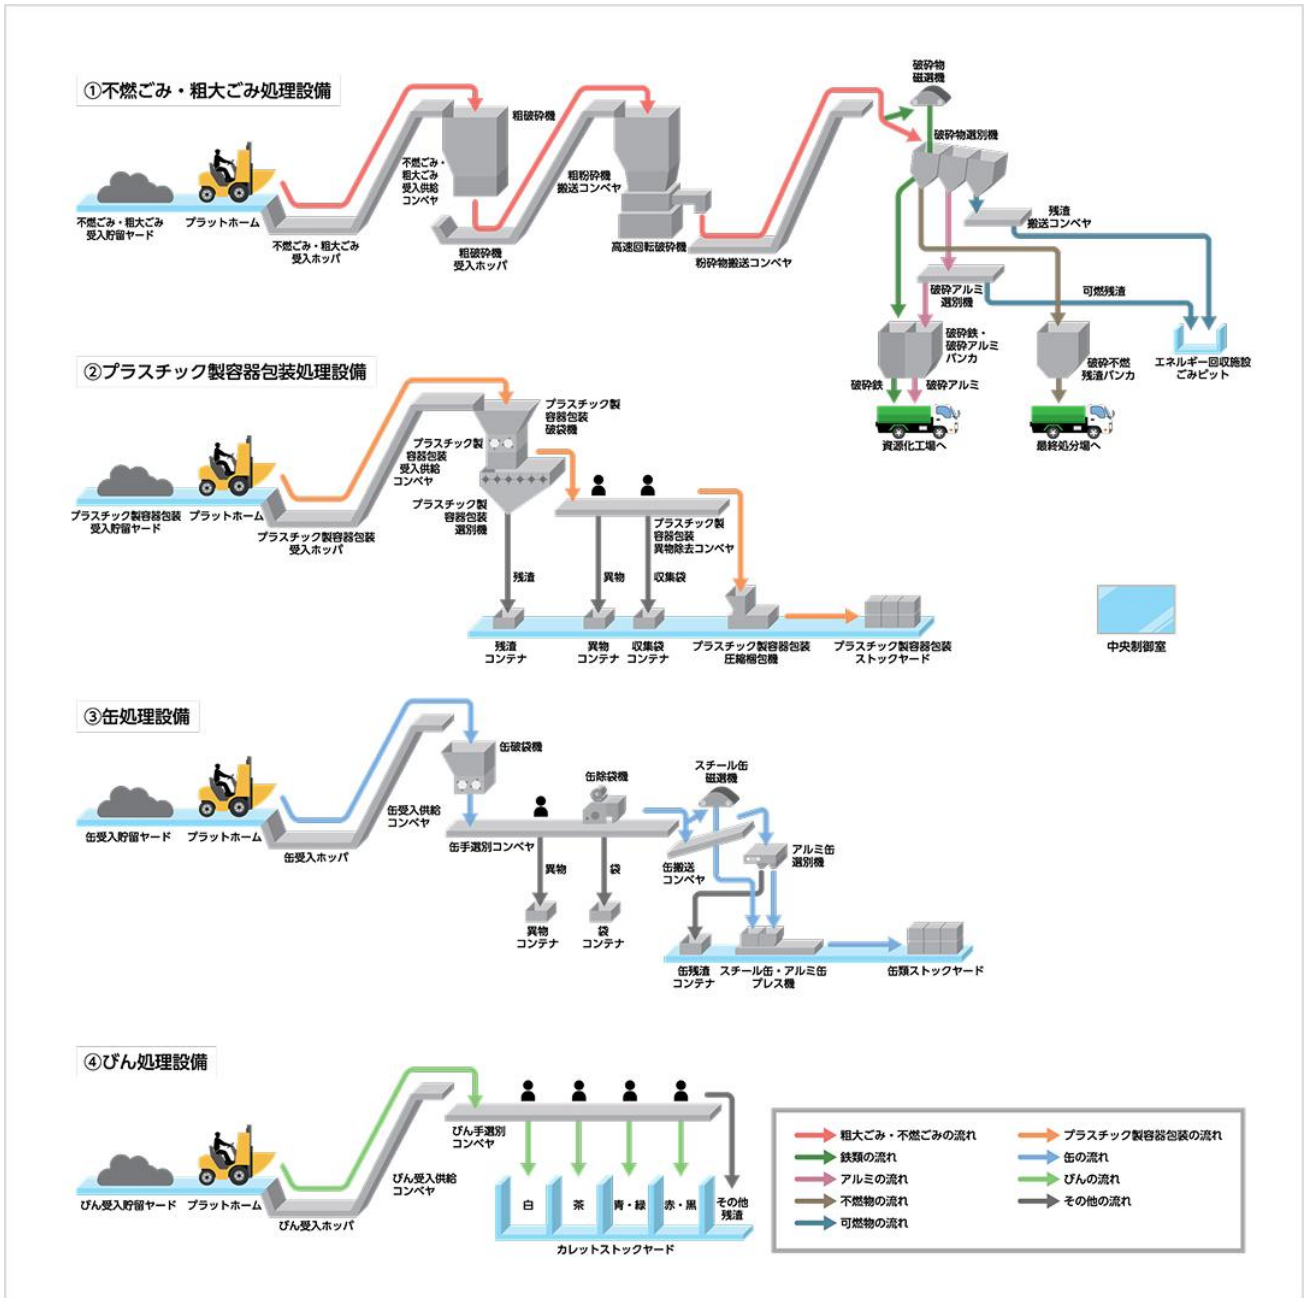 ①不燃ごみ・粗大ごみ処理設備
不燃ごみ・粗大ごみ
受入貯留ヤード
プラットホーム
不燃ごみ・粗大ごみ
受入ホッパ
不燃ごみ・
粗大ごみ
受入供給
コンベヤ
粗破砕機
粗破砕機
受入ホッパ
粗粉砕機
搬送コンベヤ
高速回転破砕機
粉砕物搬送コンベヤ
破砕物
磁選機
破砕物選別機
残渣
搬送コンベヤ
破砕アルミ
選別機
可燃残渣
破砕鉄・
破砕アルミ
バンカ
破砕鉄
破砕アルミ
資源化工場へ
破砕不燃
残渣バンカ
最終処分場へ
エネルギー回収施設
ごみピット
②プラスチック製容器包装処理設備
プラスチック製容器包装
受入貯留ヤード
プラットホーム
プラスチック製容器包装
受入ホッパ
プラスチック製
容器包装
受入供給
コンベヤ
プラスチック製
容器包装
破袋機
プラスチック製
容器包装
選別機
プラスチック製
容器包装
異物除去コンベヤ
残渣
異物
収集袋
残渣
コンテナ
異物
コンテナ
収集袋
コンテナ
プラスチック製容器包装
圧縮梱包機
プラスチック製容器包装
ストックヤード
中央制御室
③缶処理設備
缶受入貯留ヤード
プラットホーム
缶受入ホッパ
缶受入供給
コンベヤ
缶破袋機
缶手選別コンベヤ
缶除袋機
異物
袋
異物
コンテナ
袋
コンテナ
スチール缶
磁選機
缶搬送
コンベヤ
アルミ缶
選別機
缶残渣
コンテナ
スチール缶・アルミ缶
プレス機
缶類ストックヤード
④びん処理設備
びん受入貯留ヤード
プラットホーム
びん受入ホッパ
びん受入供給
コンベヤ
びん手選別
コンベヤ
白
茶
青・緑
赤・黒
その他
残渣
カレットストックヤード
粗大ごみ・不燃ごみの流れ
鉄類の流れ
アルミの流れ
不燃物の流れ
可燃物の流れ
プラスチック製容器包装の流れ
缶の流れ
びんの流れ
その他の流れ